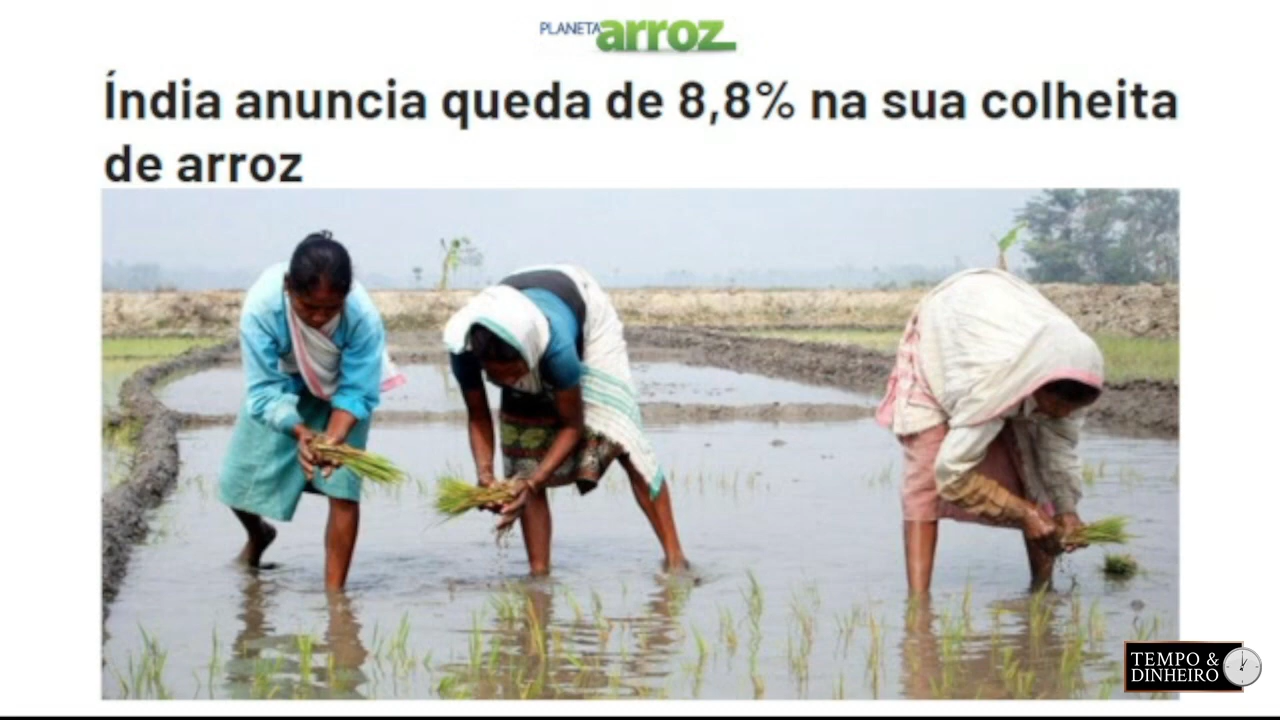 PLANETA arroz
Índia anuncia queda de 8,8% na sua colheita
de arroz
TEMPO &
DINHEIRO